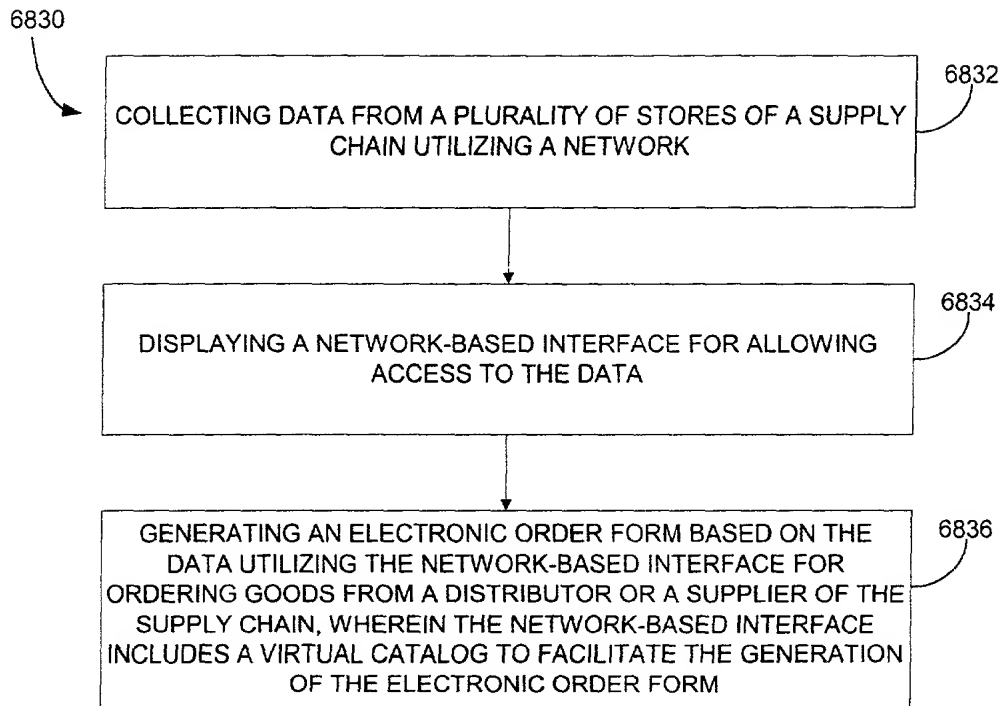 6830
6832
COLLECTING DATA FROM A PLURALITY OF STORES OF A SUPPLY
CHAIN UTILIZING A NETWORK
6834
DISPLAYING A NETWORK-BASED INTERFACE FOR ALLOWING
ACCESS TO THE DATA
6836
GENERATING AN ELECTRONIC ORDER FORM BASED ON THE
DATA UTILIZING THE NETWORK-BASED INTERFACE FOR
ORDERING GOODS FROM A DISTRIBUTOR OR A SUPPLIER OF THE
SUPPLY CHAIN, WHEREIN THE NETWORK-BASED INTERFACE
INCLUDES A VIRTUAL CATALOG TO FACILITATE THE GENERATION
OF THE ELECTRONIC ORDER FORM